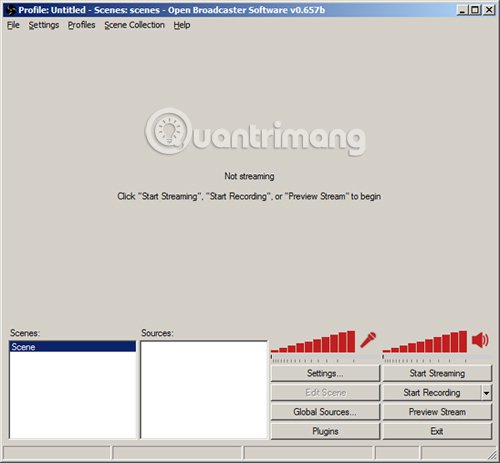 Profile: Untitled - Scenes: scenes - Open Broadcaster Software v0.657b
File Settings Profiles Scene Collection Help
Quantrimang
Not streaming
Click "Start Streaming", "Start Recording", or "Preview Stream" to begin
Scenes: Sources:
Scene
Settings... Start Streaming
Edit Scene Start Recording
Global Sources... Preview Stream
Plugins Exit